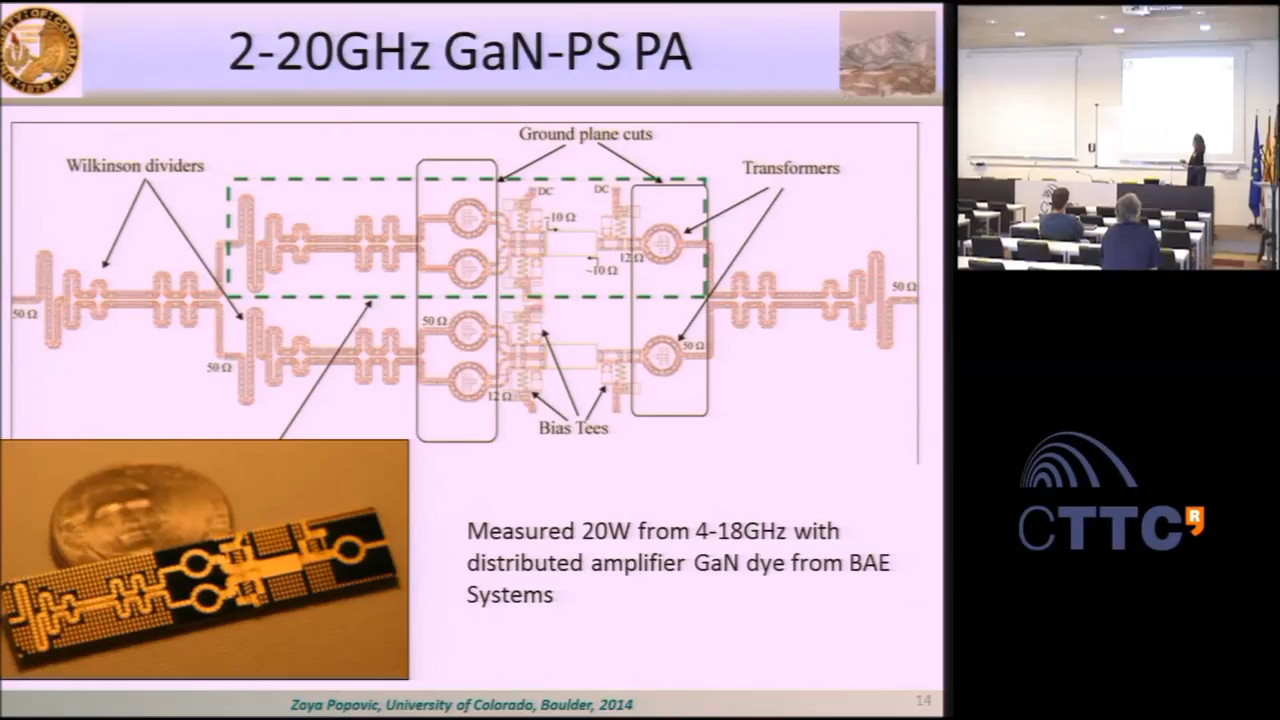 2-20GHz GaN-PS PA
Ground plane cuts
Wilkinson dividers
Transformers
DC
DC
~10 Ω
~10 Ω
12 Ω
50 Ω
50 Ω
50 Ω
50 Ω
50 Ω
12 Ω
Bias Tees
Measured 20W from 4-18GHz with
distributed amplifier GaN dye from BAE
Systems
Zoya Popovic, University of Colorado, Boulder, 2014
14
CTTC
R